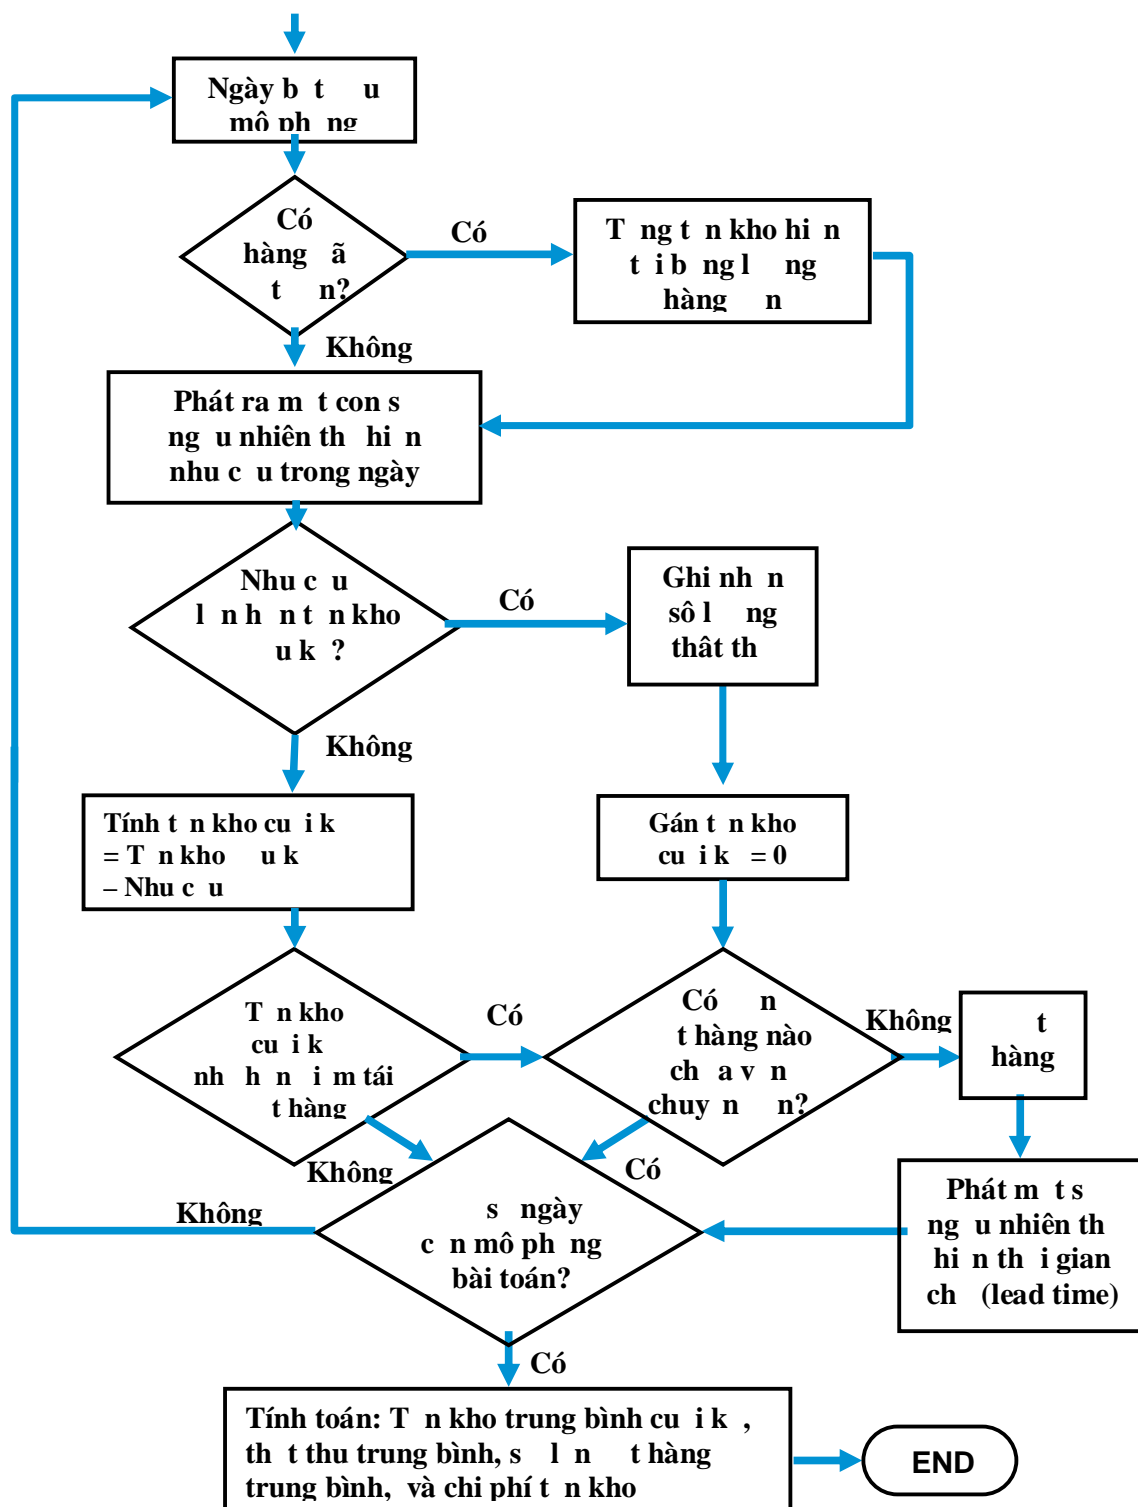 Ngày b t u
mô ph ng
Có
hàng ã
t n?
Có
T ng t n kho hi n
t i b ng l ng
hàng n
Không
Phát ra m t con s
ng u nhiên th hi n
nhu c u trong ngày
Nhu c u
l n h n t n kho
u k ?
Có
Ghi nh n
sô l ng
thât th
Không
Tính t n kho cu i k
= T n kho u k
– Nhu c u
Gán t n kho
cu i k = 0
T n kho
cu i k
nh h n i m tái
t hàng
Có
Có n
t hàng nào
ch a v n
chuy n n?
Không
t
hàng
Không
Có
Phát m t s
ng u nhiên th
hi n th i gian
ch (lead time)
Không
s ngày
c n mô ph ng
bài toán?
Có
Tính toán: T n kho trung bình cu i k ,
th t thu trung bình, s l n t hàng
trung bình, và chi phí t n kho
END